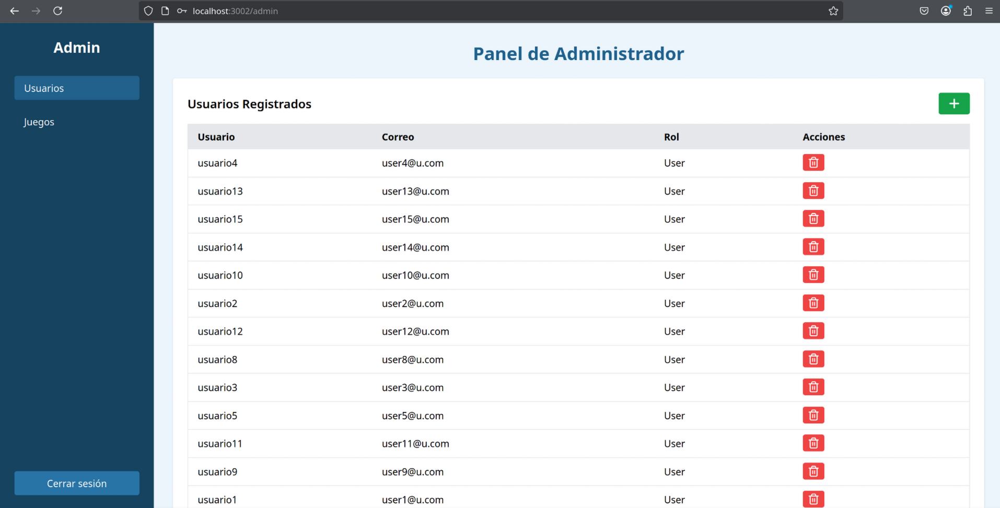 localhost:3002/admin
Admin
Usuarios
Juegos
Cerrar sesión
Panel de Administrador
Usuarios Registrados
+
Usuario Correo Rol Acciones
usuario4 user4@u.com User
usuario13 user13@u.com User
usuario15 user15@u.com User
usuario14 user14@u.com User
usuario10 user10@u.com User
usuario2 user2@u.com User
usuario12 user12@u.com User
usuario8 user8@u.com User
usuario3 user3@u.com User
usuario5 user5@u.com User
usuario11 user11@u.com User
usuario9 user9@u.com User
usuario1 user1@u.com User